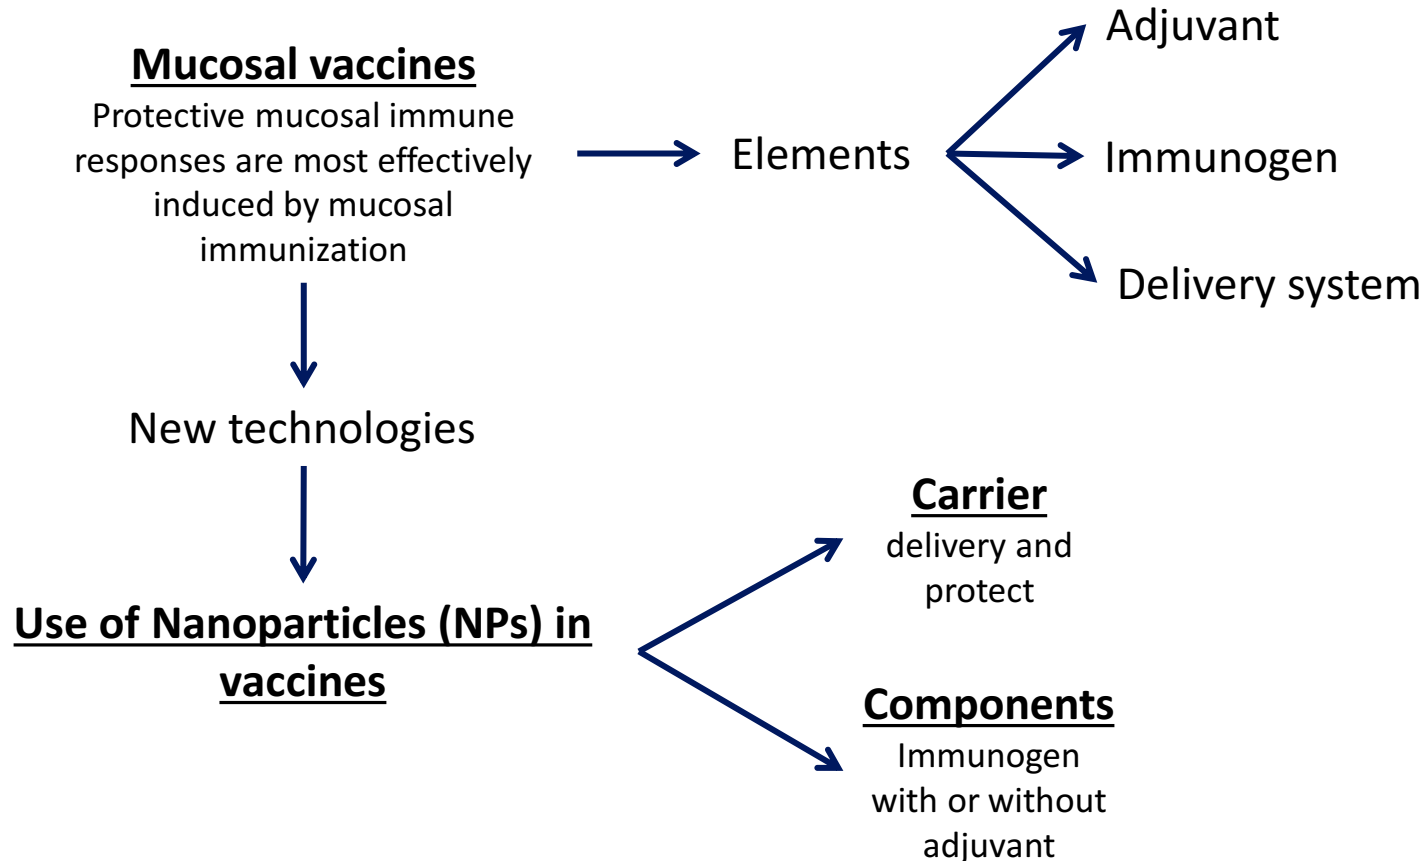 Mucosal vaccines
Protective mucosal immune
responses are most effectively
induced by mucosal
immunization
Elements
Adjuvant
Immunogen
Delivery system
New technologies
Use of Nanoparticles (NPs) in
vaccines
Carrier
delivery and
protect
Components
Immunogen
with or without
adjuvant